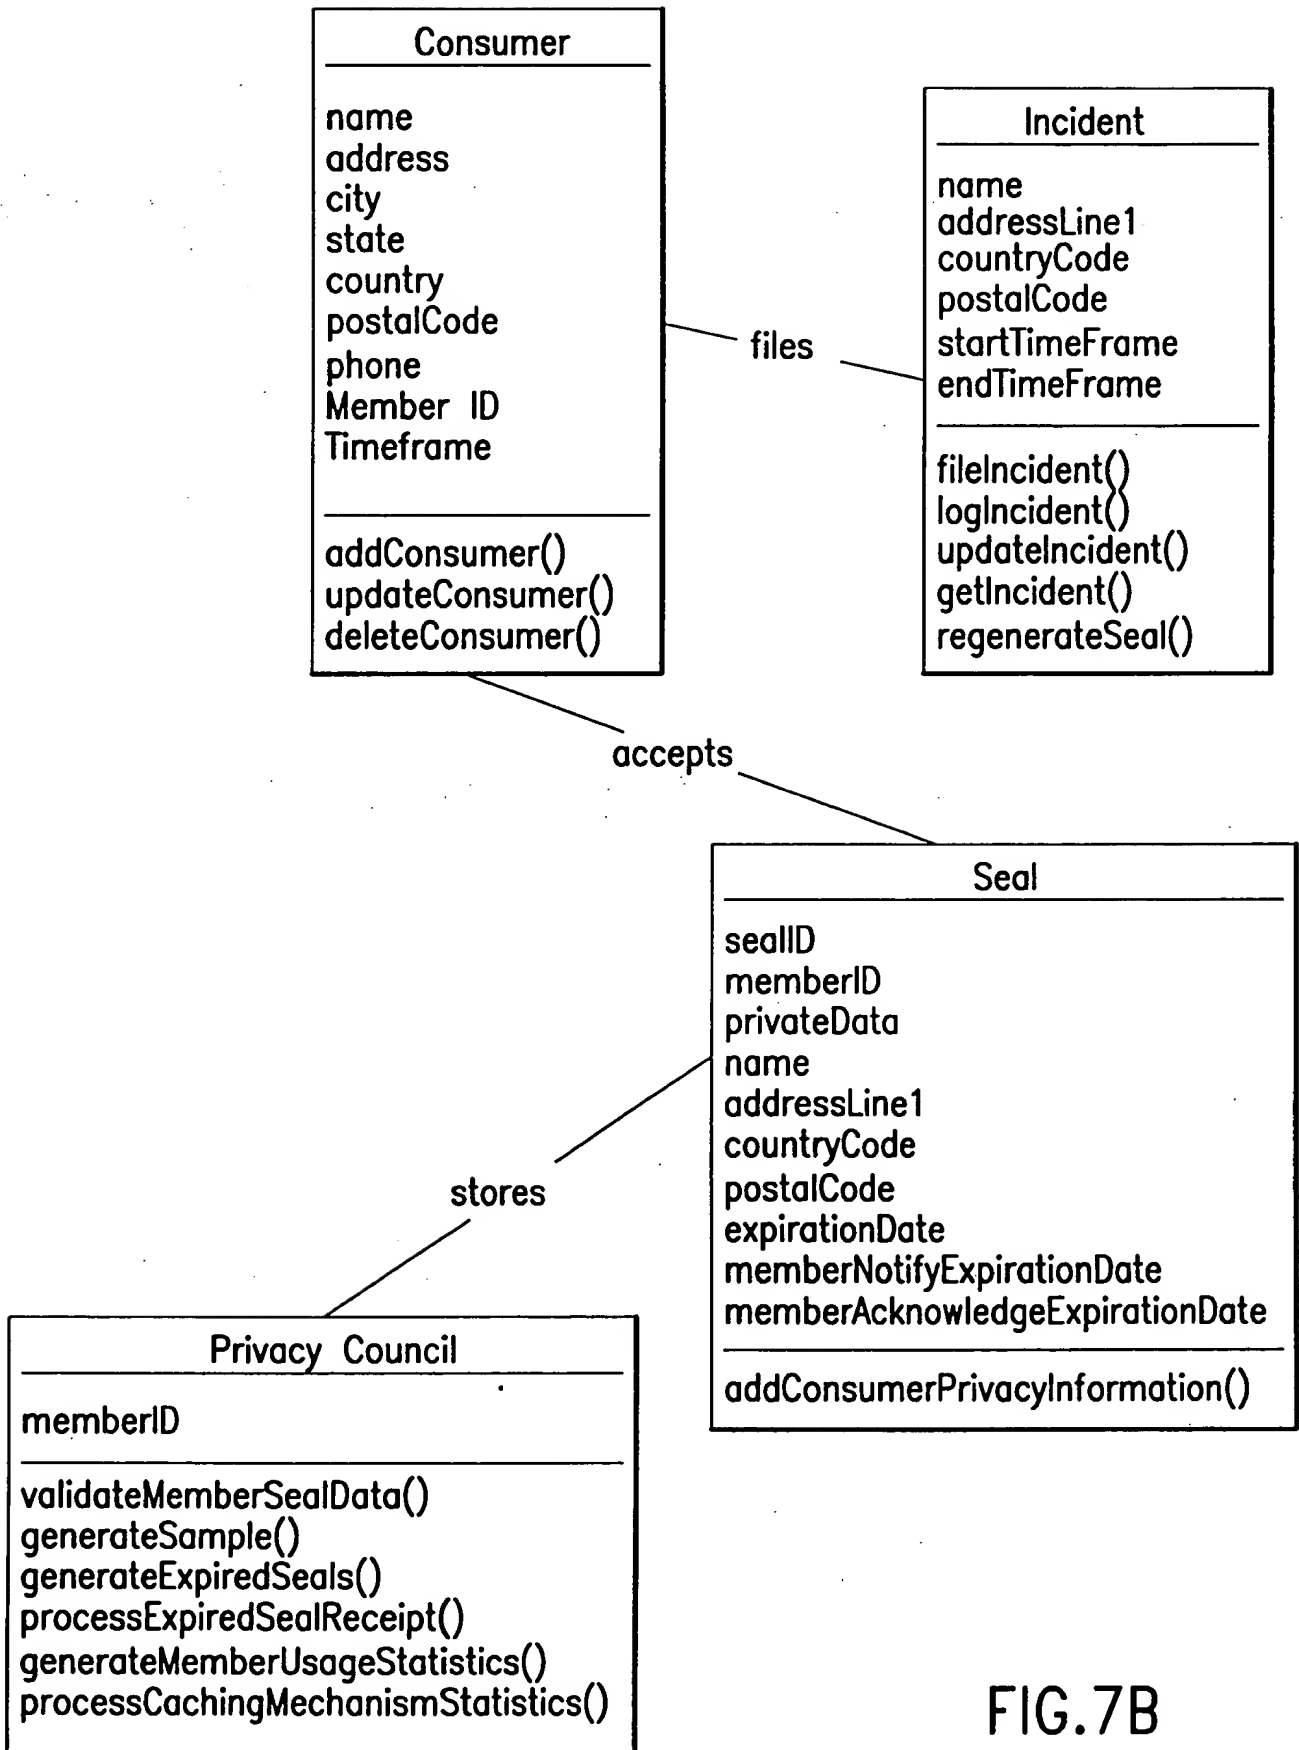 Consumer
name
address
city
state
country
postalCode
phone
Member ID
Timeframe
addConsumer()
updateConsumer()
deleteConsumer()
files
Incident
name
addressLine1
countryCode
postalCode
startTimeFrame
endTimeFrame
fileIncident()
logIncident()
updateIncident()
getIncident()
regenerateSeal()
accepts
Seal
sealID
memberID
privateData
name
addressLine1
countryCode
postalCode
expirationDate
memberNotifyExpirationDate
memberAcknowledgeExpirationDate
addConsumerPrivacyInformation()
stores
Privacy Council
memberID
validateMemberSealData()
generateSample()
generateExpiredSeals()
processExpiredSealReceipt()
generateMemberUsageStatistics()
processCachingMechanismStatistics()
FIG.7B